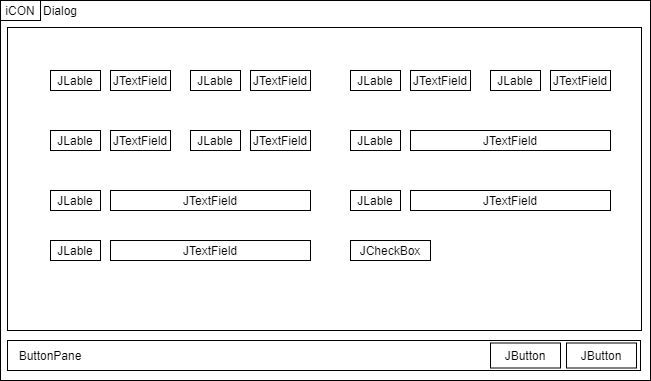 iCON Dialog
JLable JTextField JLable JTextField JLable JTextField JLable JTextField
JLable JTextField JLable JTextField JLable JTextField
JLable JTextField JLable JTextField
JLable JTextField JCheckBox
ButtonPane JButton JButton